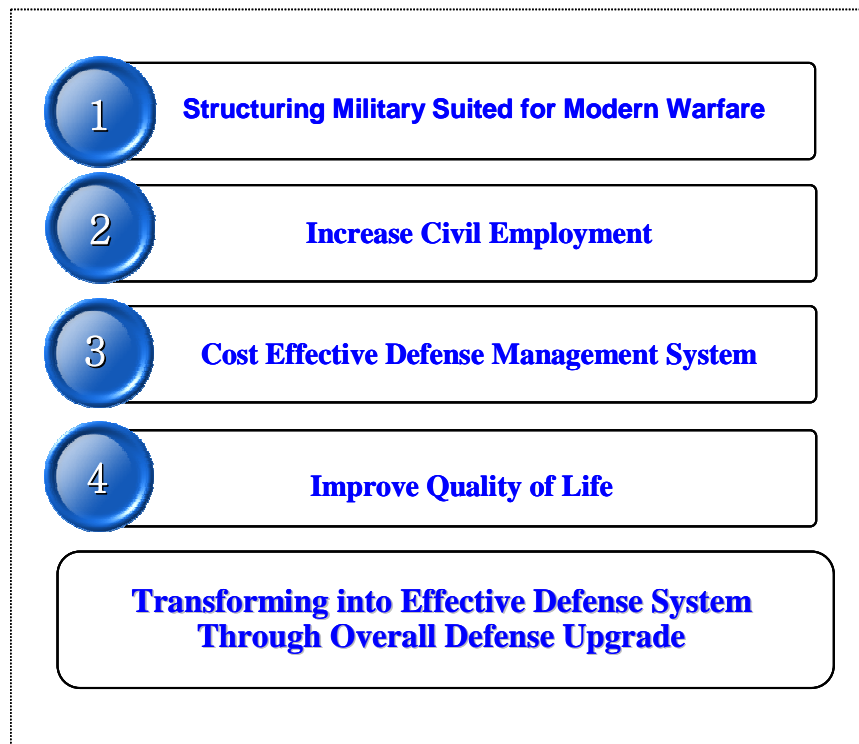 1
Structuring Military Suited for Modern Warfare
2
Increase Civil Employment
3
Cost Effective Defense Management System
4
Improve Quality of Life
Transforming into Effective Defense System
Through Overall Defense Upgrade